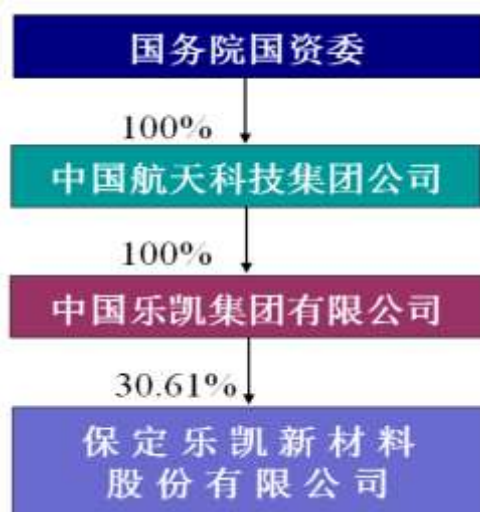 国务院国资委
100%
中国航天科技集团公司
100%
中国乐凯集团有限公司
30.61%
保定乐凯新材料
股份有限公司